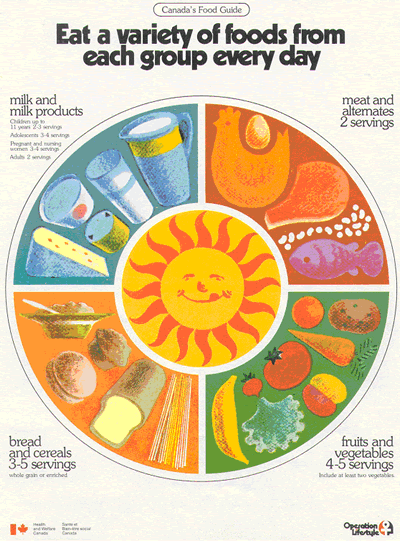 Canada's Food Guide
Eat a variety of foods from
each group every day
milk and
milk products
Children up to
11 years 2-3 servings
Adolescents 3-4 servings
Pregnant and nursing
women 3-4 servings
Adults 2 servings
meat and
alternates
2 servings
bread
and cereals
3-5 servings
whole grain or enriched
fruits and
vegetables
4-5 servings
Include at least two vegetables
Health
and Welfare
Canada
Santé et
Bien-être social
Canada
Operation
Lifestyle